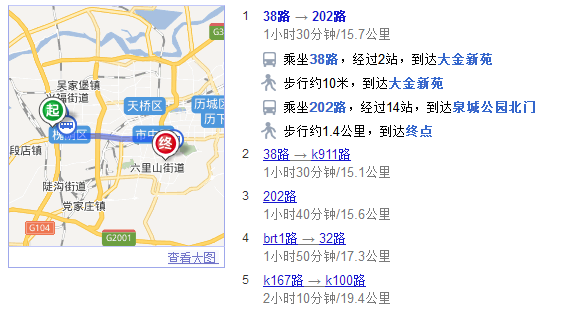 吴家堡镇
兴福街道
起
天桥区
历城区
历下
槐荫区
市中区
终
段店镇
六里山街道
陡沟街道
党家庄镇
G104
G2001
查看大图
1 38路 → 202路
1小时30分钟/15.7公里
乘坐38路，经过2站，到达大金新苑
步行约10米，到达大金新苑
乘坐202路，经过14站，到达泉城公园北门
步行约1.4公里，到达终点
2 38路 → k911路
1小时30分钟/15.1公里
3 202路
1小时40分钟/15.6公里
4 brt1路 → 32路
1小时50分钟/17.3公里
5 k167路 → k100路
2小时10分钟/19.4公里